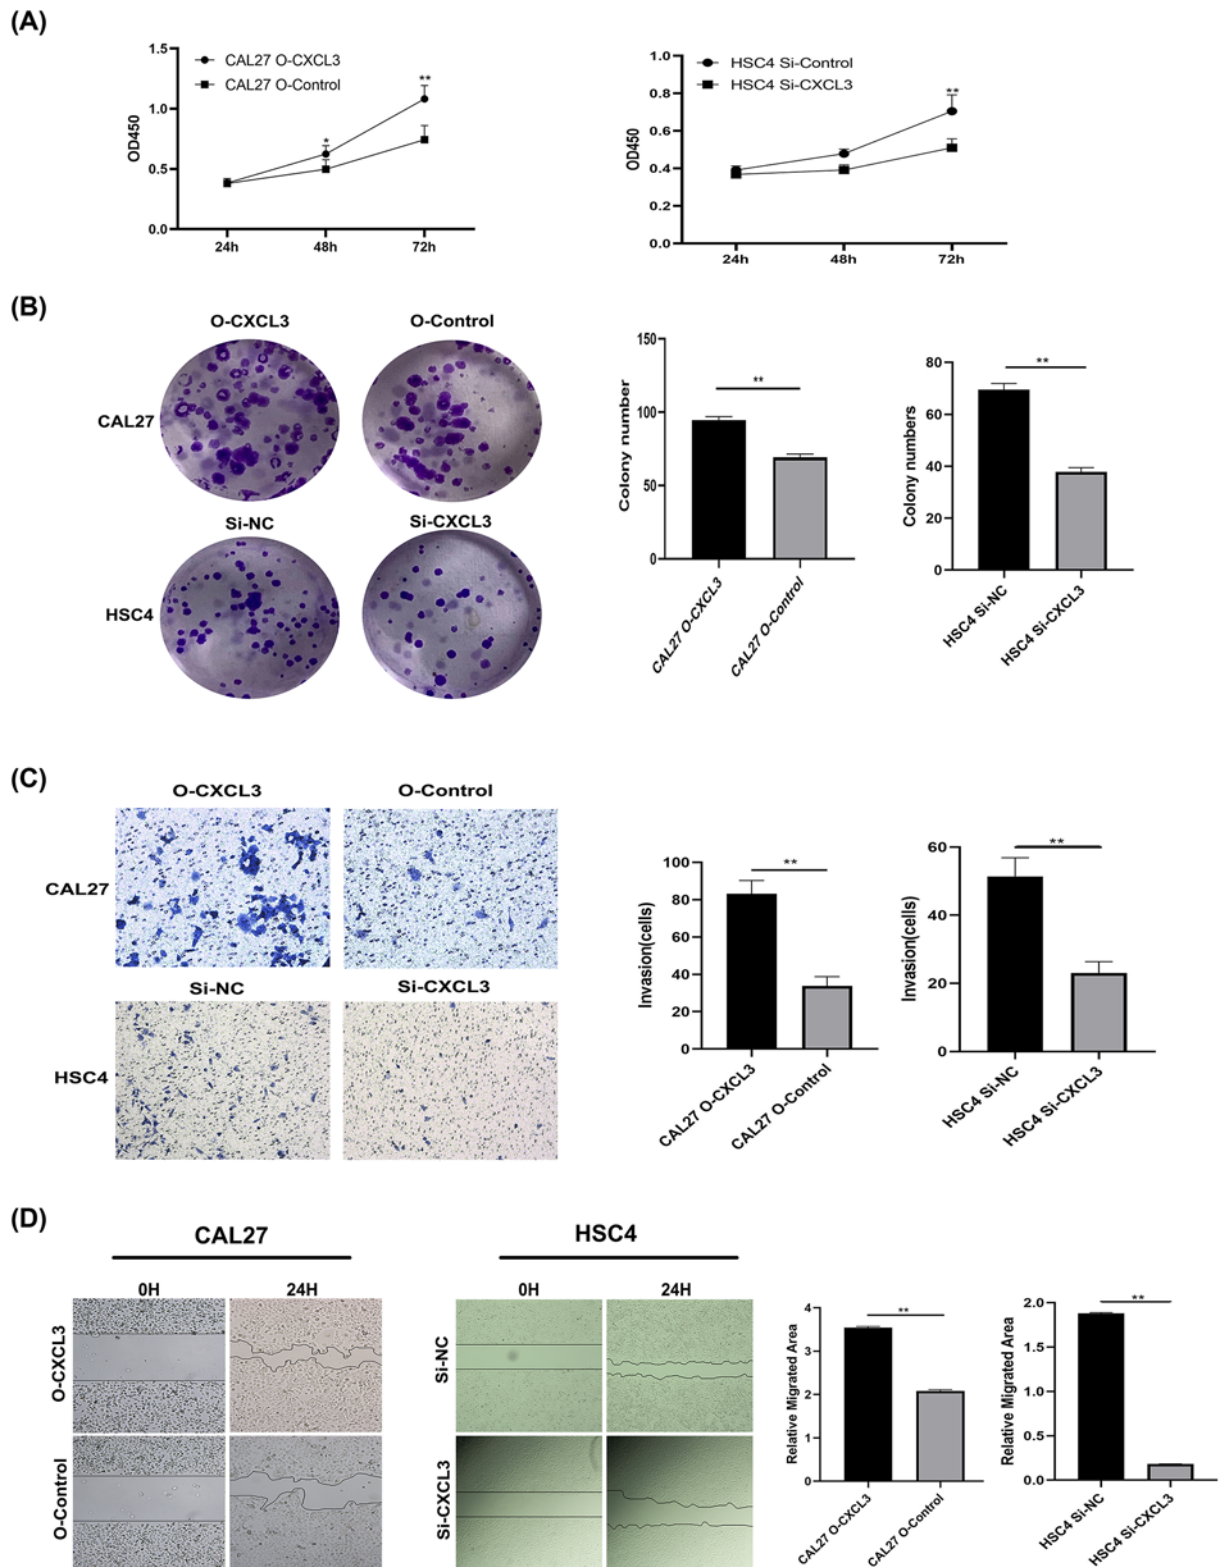 (A)
1.5
1.0
0.5
0.0
OD450
CAL27 O-CXCL3
CAL27 O-Control
*
**
24h
48h
72h
1.0
0.8
0.6
0.4
0.2
0.0
OD450
HSC4 Si-Control
HSC4 Si-CXCL3
**
24h
48h
72h
(B)
O-CXCL3
O-Control
CAL27
Si-NC
Si-CXCL3
HSC4
150
100
50
0
Colony number
**
CAL27 O-CXCL3
CAL27 O-Control
80
60
40
20
0
Colony numbers
**
HSC4 Si-NC
HSC4 Si-CXCL3
(C)
O-CXCL3
O-Control
CAL27
Si-NC
Si-CXCL3
HSC4
100
80
60
40
20
0
Invasion(cells)
**
CAL27 O-CXCL3
CAL27 O-Control
60
40
20
0
Invasion(cells)
**
HSC4 Si-NC
HSC4 Si-CXCL3
(D)
CAL27
0H
24H
O-CXCL3
O-Control
HSC4
0H
24H
Si-NC
Si-CXCL3
4
3
2
1
0
Relative Migrated Area
**
CAL27 O-CXCL3
CAL27 O-Control
2.0
1.5
1.0
0.5
0.0
Relative Migrated Area
**
HSC4 Si-NC
HSC4 Si-CXCL3